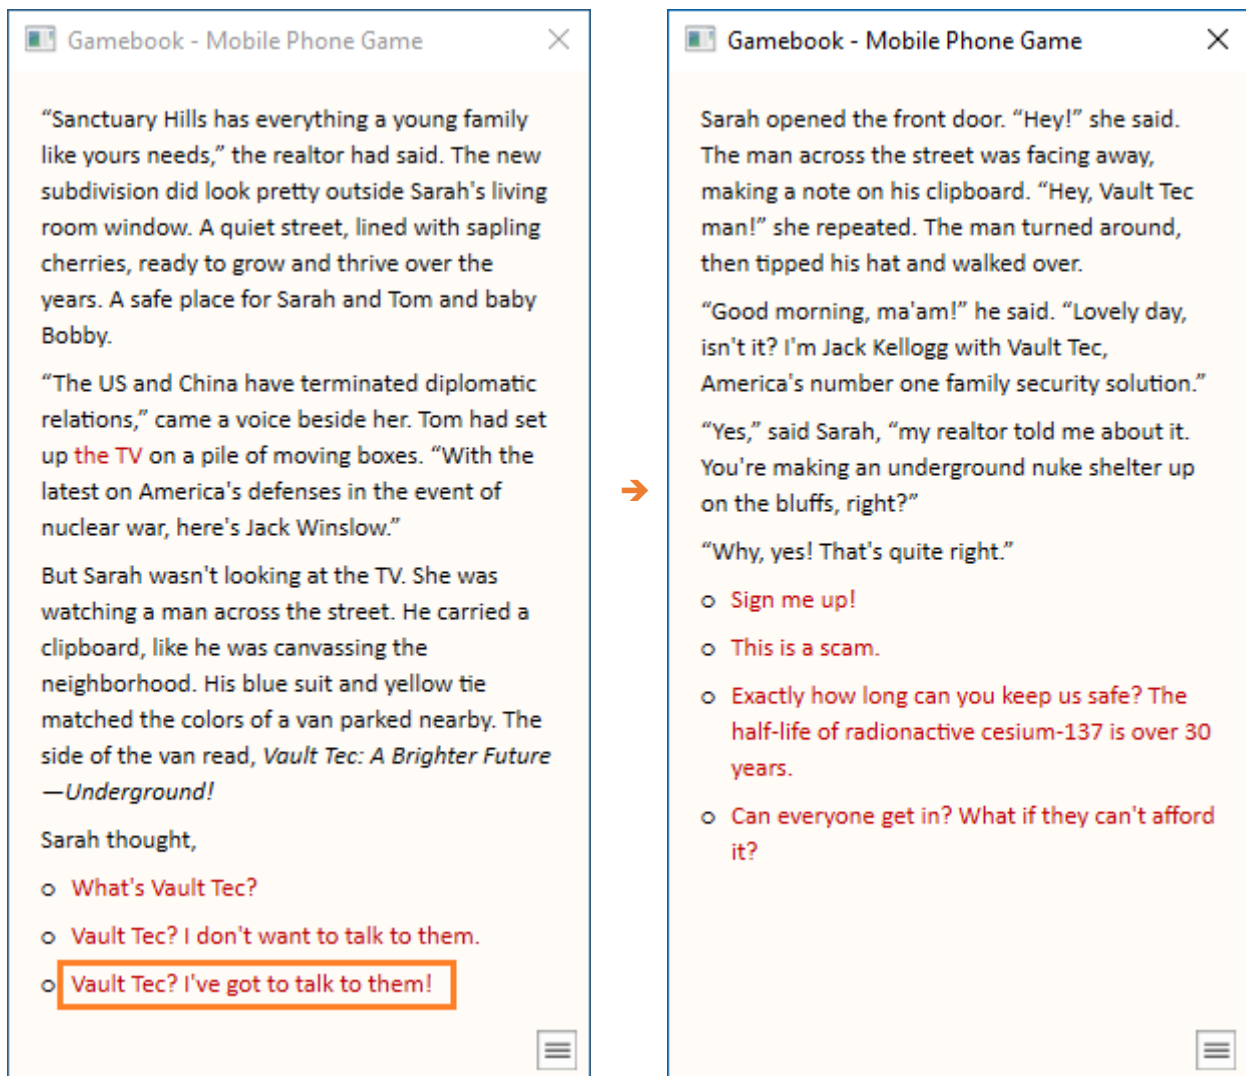 Gamebook - Mobile Phone Game
“Sanctuary Hills has everything a young family
like yours needs,” the realtor had said. The new
subdivision did look pretty outside Sarah's living
room window. A quiet street, lined with sapling
cherries, ready to grow and thrive over the
years. A safe place for Sarah and Tom and baby
Bobby.
“The US and China have terminated diplomatic
relations,” came a voice beside her. Tom had set
up the TV on a pile of moving boxes. “With the
latest on America's defenses in the event of
nuclear war, here's Jack Winslow.”
But Sarah wasn't looking at the TV. She was
watching a man across the street. He carried a
clipboard, like he was canvassing the
neighborhood. His blue suit and yellow tie
matched the colors of a van parked nearby. The
side of the van read, Vault Tec: A Brighter Future
—Underground!
Sarah thought,
What's Vault Tec?
Vault Tec? I don't want to talk to them.
Vault Tec? I've got to talk to them!
Gamebook - Mobile Phone Game
Sarah opened the front door. “Hey!” she said.
The man across the street was facing away,
making a note on his clipboard. “Hey, Vault Tec
man!” she repeated. The man turned around,
then tipped his hat and walked over.
“Good morning, ma'am!” he said. “Lovely day,
isn't it? I'm Jack Kellogg with Vault Tec,
America's number one family security solution.”
“Yes,” said Sarah, “my realtor told me about it.
You're making an underground nuke shelter up
on the bluffs, right?”
“Why, yes! That's quite right.”
Sign me up!
This is a scam.
Exactly how long can you keep us safe? The
half-life of radionactive cesium-137 is over 30
years.
Can everyone get in? What if they can't afford
it?